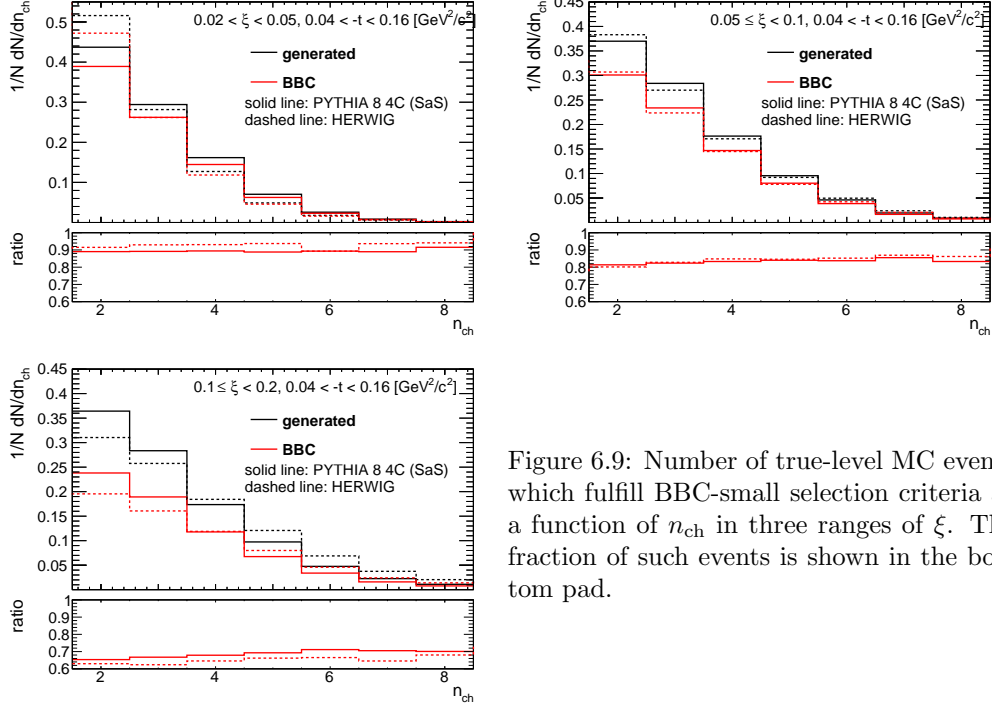 0.02 < ξ < 0.05, 0.04 < -t < 0.16 [GeV²/c²]
1/N dN/dn_ch
0.5
0.4
0.3
0.2
0.1
generated
BBC
solid line: PYTHIA 8 4C (SaS)
dashed line: HERWIG
ratio
1
0.9
0.8
0.7
0.6
2 4 6 8
n_ch
0.05 ≤ ξ < 0.1, 0.04 < -t < 0.16 [GeV²/c²]
1/N dN/dn_ch
0.45
0.4
0.35
0.3
0.25
0.2
0.15
0.1
0.05
generated
BBC
solid line: PYTHIA 8 4C (SaS)
dashed line: HERWIG
ratio
1
0.9
0.8
0.7
0.6
2 4 6 8
n_ch
0.1 ≤ ξ < 0.2, 0.04 < -t < 0.16 [GeV²/c²]
1/N dN/dn_ch
0.45
0.4
0.35
0.3
0.25
0.2
0.15
0.1
0.05
generated
BBC
solid line: PYTHIA 8 4C (SaS)
dashed line: HERWIG
ratio
1
0.9
0.8
0.7
0.6
2 4 6 8
n_ch
Figure 6.9: Number of true-level MC even
which fulfill BBC-small selection criteria
a function of n_ch in three ranges of ξ. Th
fraction of such events is shown in the bo
tom pad.